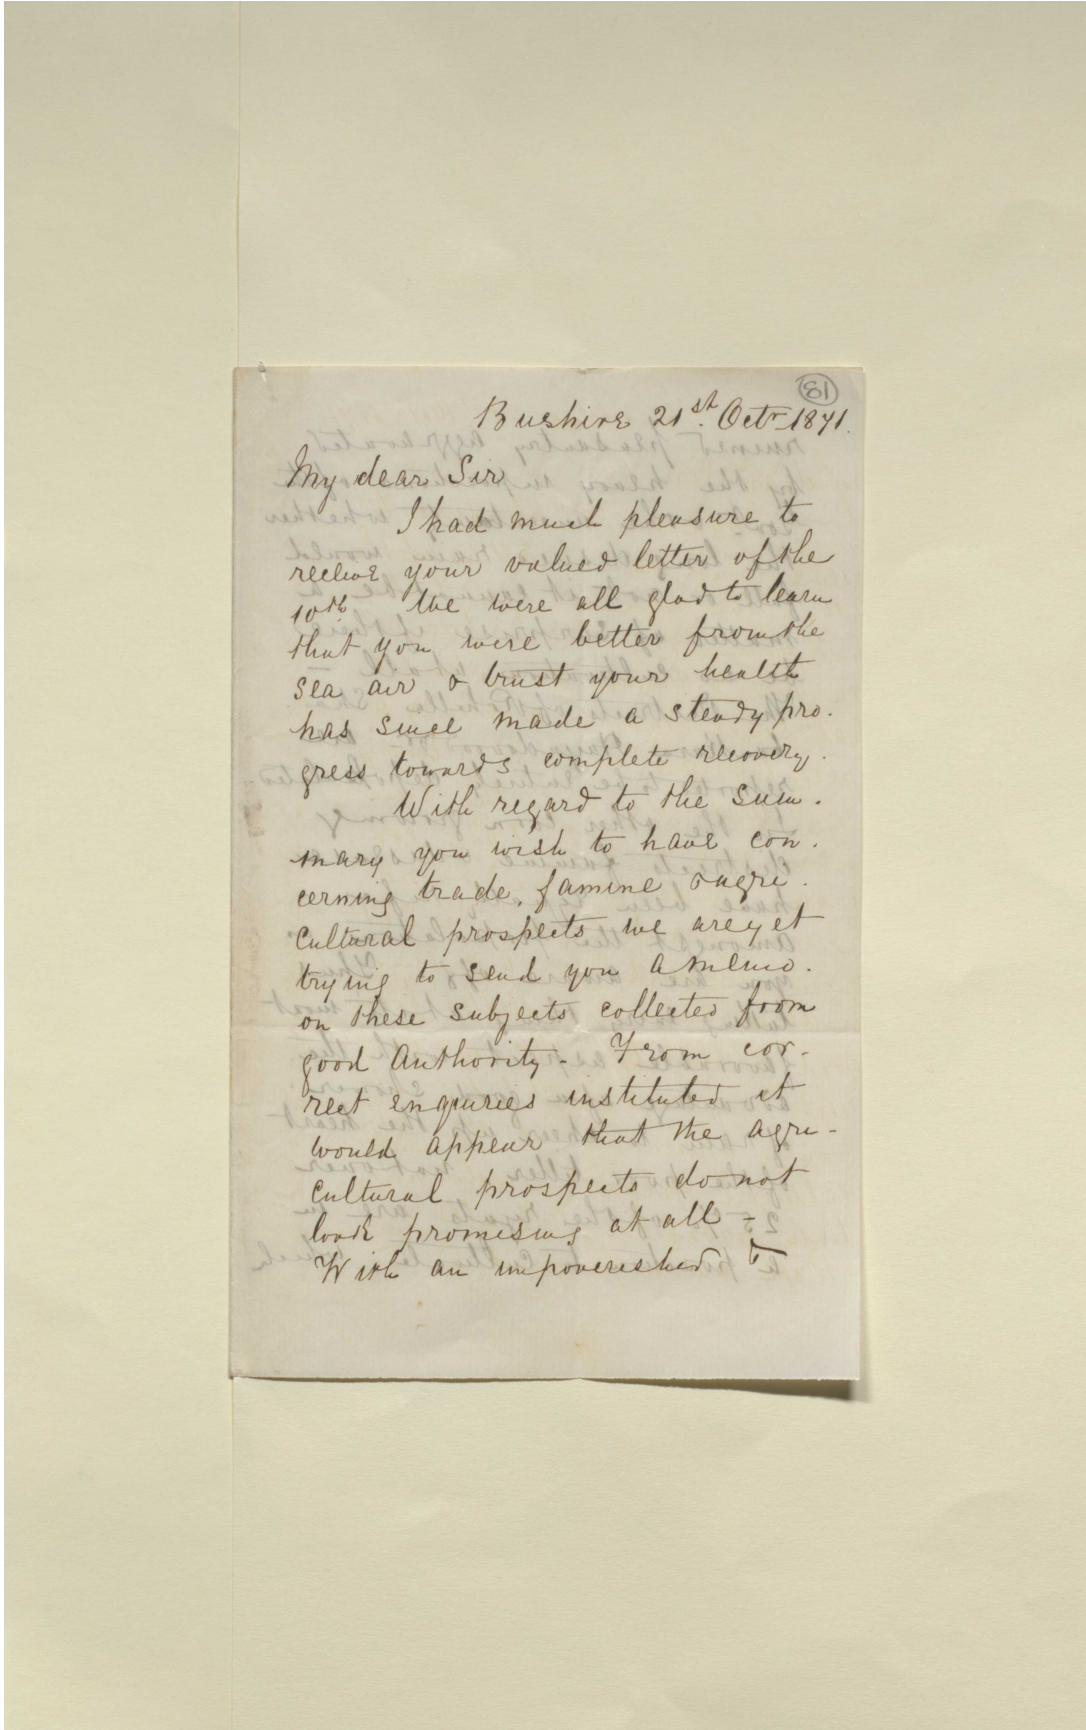 81
Bushire 21st. Octr 1871.
My dear Sir
I had much pleasure to
receive your valued letter of the
10th. We were all glad to learn
that you were better from the
sea air & trust your health
has since made a steady pro-
gress towards complete recovery.
With regard to the sum-
mary you wish to have con-
cerning trade, famine & agri-
cultural prospects we are yet
trying to send you a memo.
on these subjects collected from
good Authority - From cor-
rect enquiries instituted it
would appear that the agri-
cultural prospects do not
look promising at all -
With an impoverished &